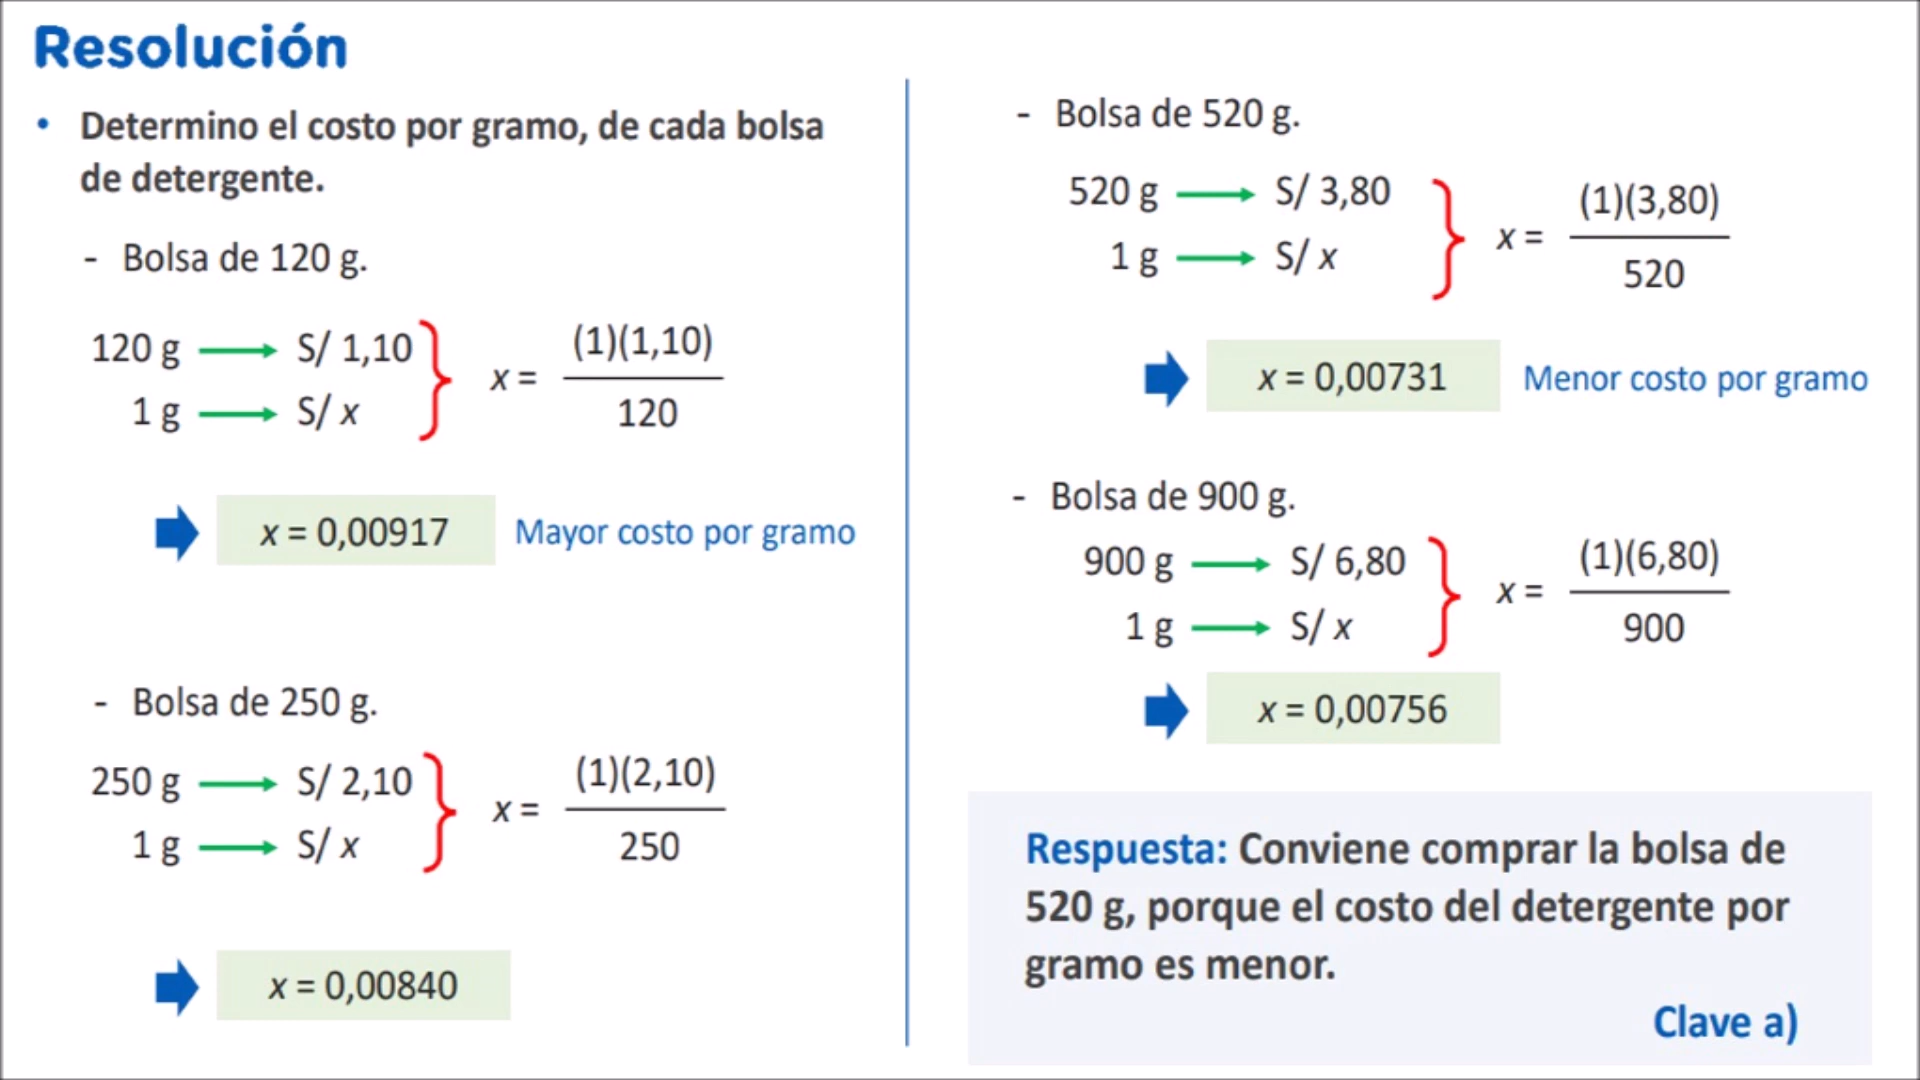 Resolución
• Determino el costo por gramo, de cada bolsa
de detergente.
- Bolsa de 120 g.
120 g → S/ 1,10
1 g → S/ x
x = (1)(1,10)
120
x = 0,00917 Mayor costo por gramo
- Bolsa de 250 g.
250 g → S/ 2,10
1 g → S/ x
x = (1)(2,10)
250
x = 0,00840
- Bolsa de 520 g.
520 g → S/ 3,80
1 g → S/ x
x = (1)(3,80)
520
x = 0,00731 Menor costo por gramo
- Bolsa de 900 g.
900 g → S/ 6,80
1 g → S/ x
x = (1)(6,80)
900
x = 0,00756
Respuesta: Conviene comprar la bolsa de
520 g, porque el costo del detergente por
gramo es menor.
Clave a)